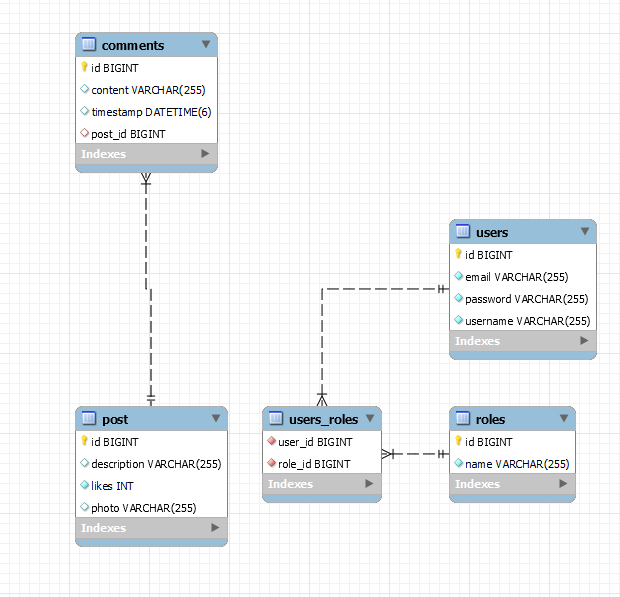 comments
id BIGINT
content VARCHAR(255)
timestamp DATETIME(6)
post_id BIGINT
Indexes
users
id BIGINT
email VARCHAR(255)
password VARCHAR(255)
username VARCHAR(255)
Indexes
post
id BIGINT
description VARCHAR(255)
likes INT
photo VARCHAR(255)
Indexes
users_roles
user_id BIGINT
role_id BIGINT
Indexes
roles
id BIGINT
name VARCHAR(255)
Indexes